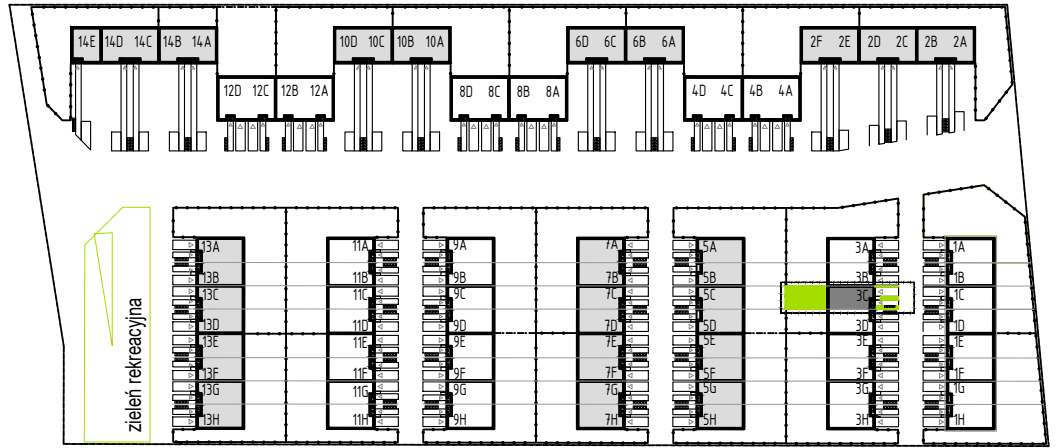 14E 14D 14C 14B 14A 10D 10C 10B 10A 6D 6C 6B 6A 2F 2E 2D 2C 2B 2A
12D 12C 12B 12A 8D 8C 8B 8A 4D 4C 4B 4A
13A 11A 9A 7A 5A 3A 1A
13B 11B 9B 7B 5B 3B 1B
13C 11C 9C 7C 5C 3C 1C
13D 11D 9D 7D 5D 3D 1D
13E 11E 9E 7E 5E 3E 1E
13F 11F 9F 7F 5F 3F 1F
13G 11G 9G 7G 5G 3G 1G
13H 11H 9H 7H 5H 3H 1H
zieleń rekreacyjna